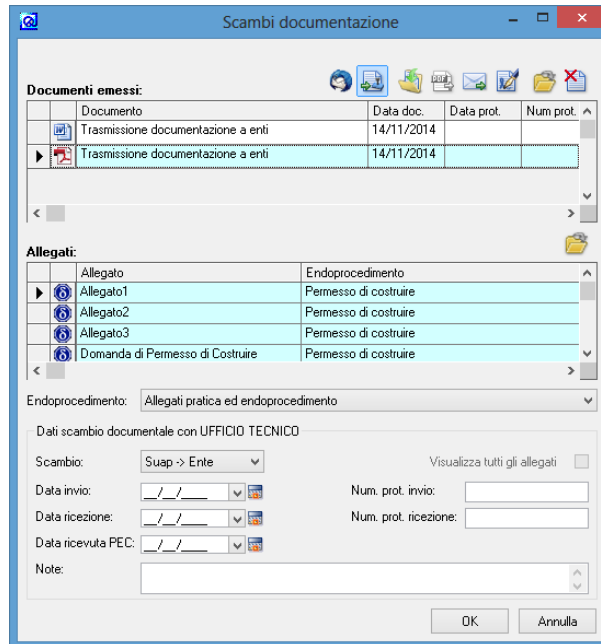 Scambi documentazione
Documenti emessi:
Documento Data doc. Data prot. Num prot.
Trasmissione documentazione a enti 14/11/2014
Trasmissione documentazione a enti 14/11/2014
Allegati:
Allegato Endoprocedimento
Allegato1 Permesso di costruire
Allegato2 Permesso di costruire
Allegato3 Permesso di costruire
Domanda di Permesso di Costruire Permesso di costruire
Endoprocedimento: Allegati pratica ed endoprocedimento
Dati scambio documentale con UFFICIO TECNICO
Scambio: Suap -> Ente Visualizza tutti gli allegati
Data invio: __/__/____ Num. prot. invio:
Data ricezione: __/__/____ Num. prot. ricezione:
Data ricevuta PEC: __/__/____
Note:
OK Annulla